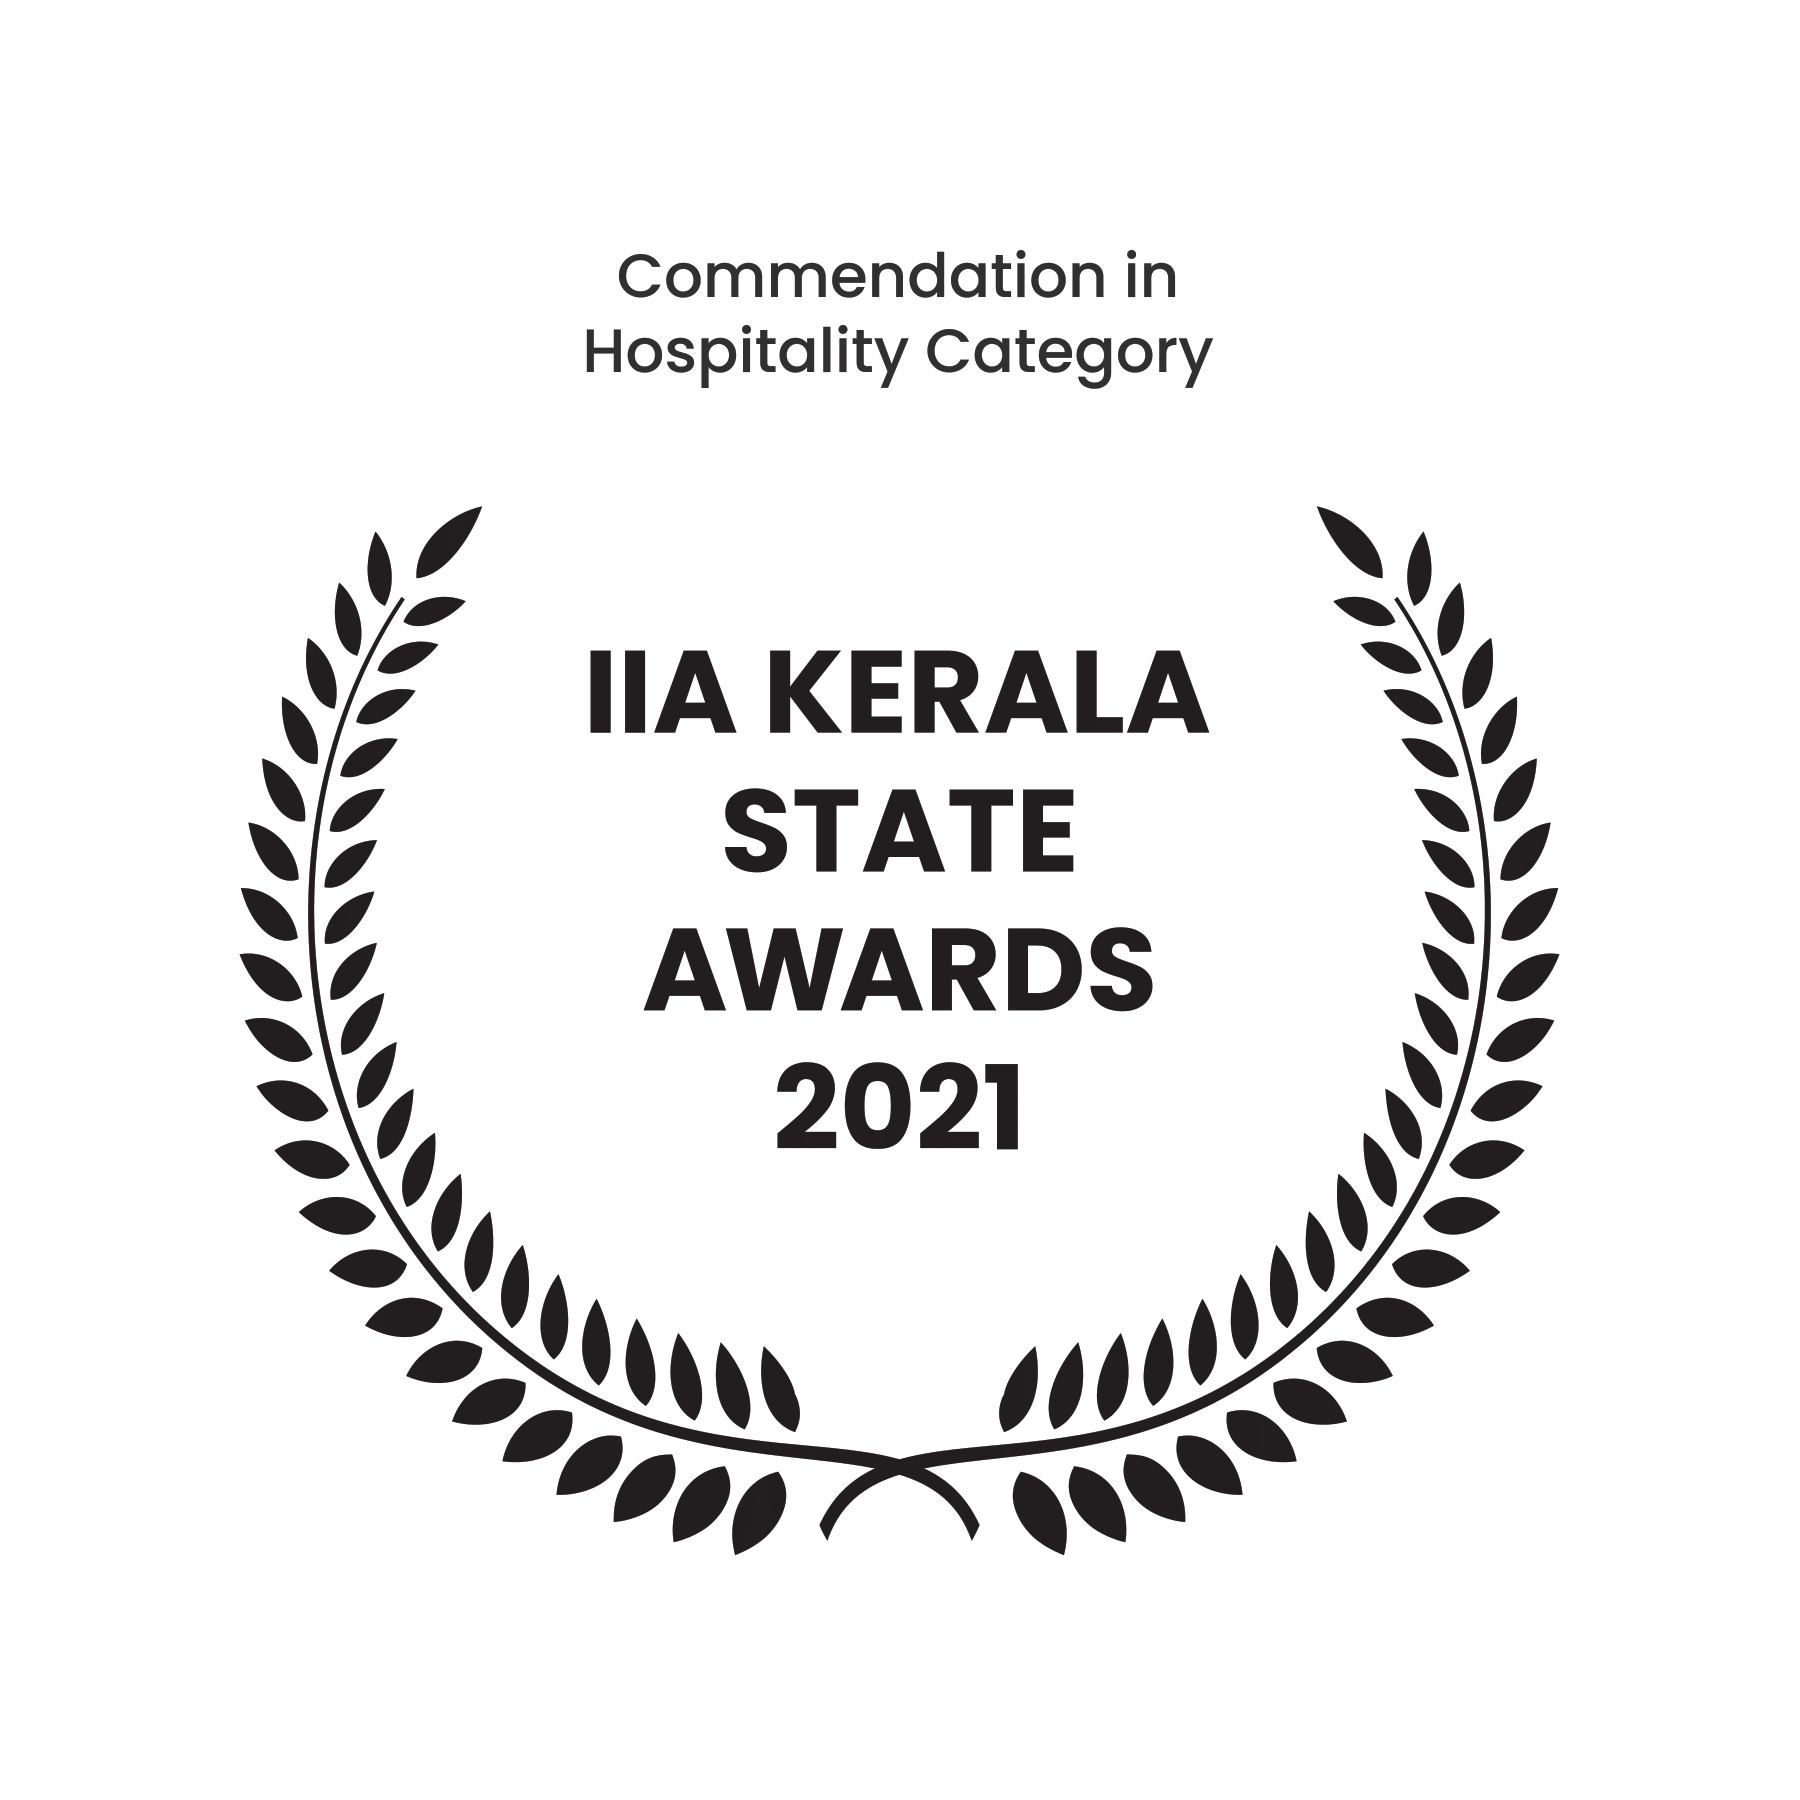 Commendation in
Hospitality Category
IIA KERALA
STATE
AWARDS
2021